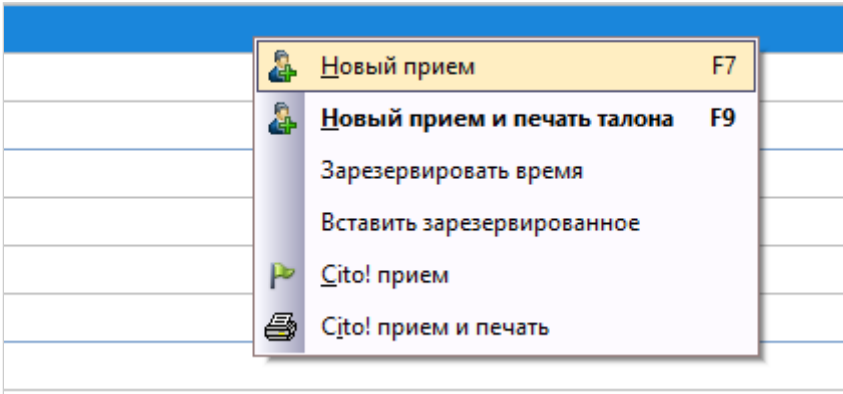 Новый прием F7
Новый прием и печать талона F9
Зарезервировать время
Вставить зарезервированное
Cito! прием
Cito! прием и печать